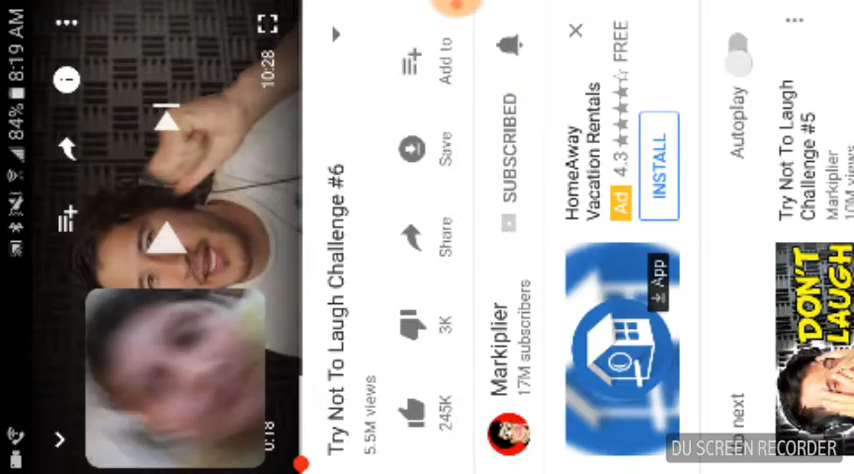 84% 8:19 AM
10:28
0:18
Try Not To Laugh Challenge #6
5.5M views
245K
3K
Share
Save
Add to
Markiplier
17M subscribers
SUBSCRIBED
HomeAway
Vacation Rentals
Ad 4.3 FREE
INSTALL
App
next
Autoplay
DON'T
LAUGH
Try Not To Laugh
Challenge #5
Markiplier
10M views
DU SCREEN RECORDER